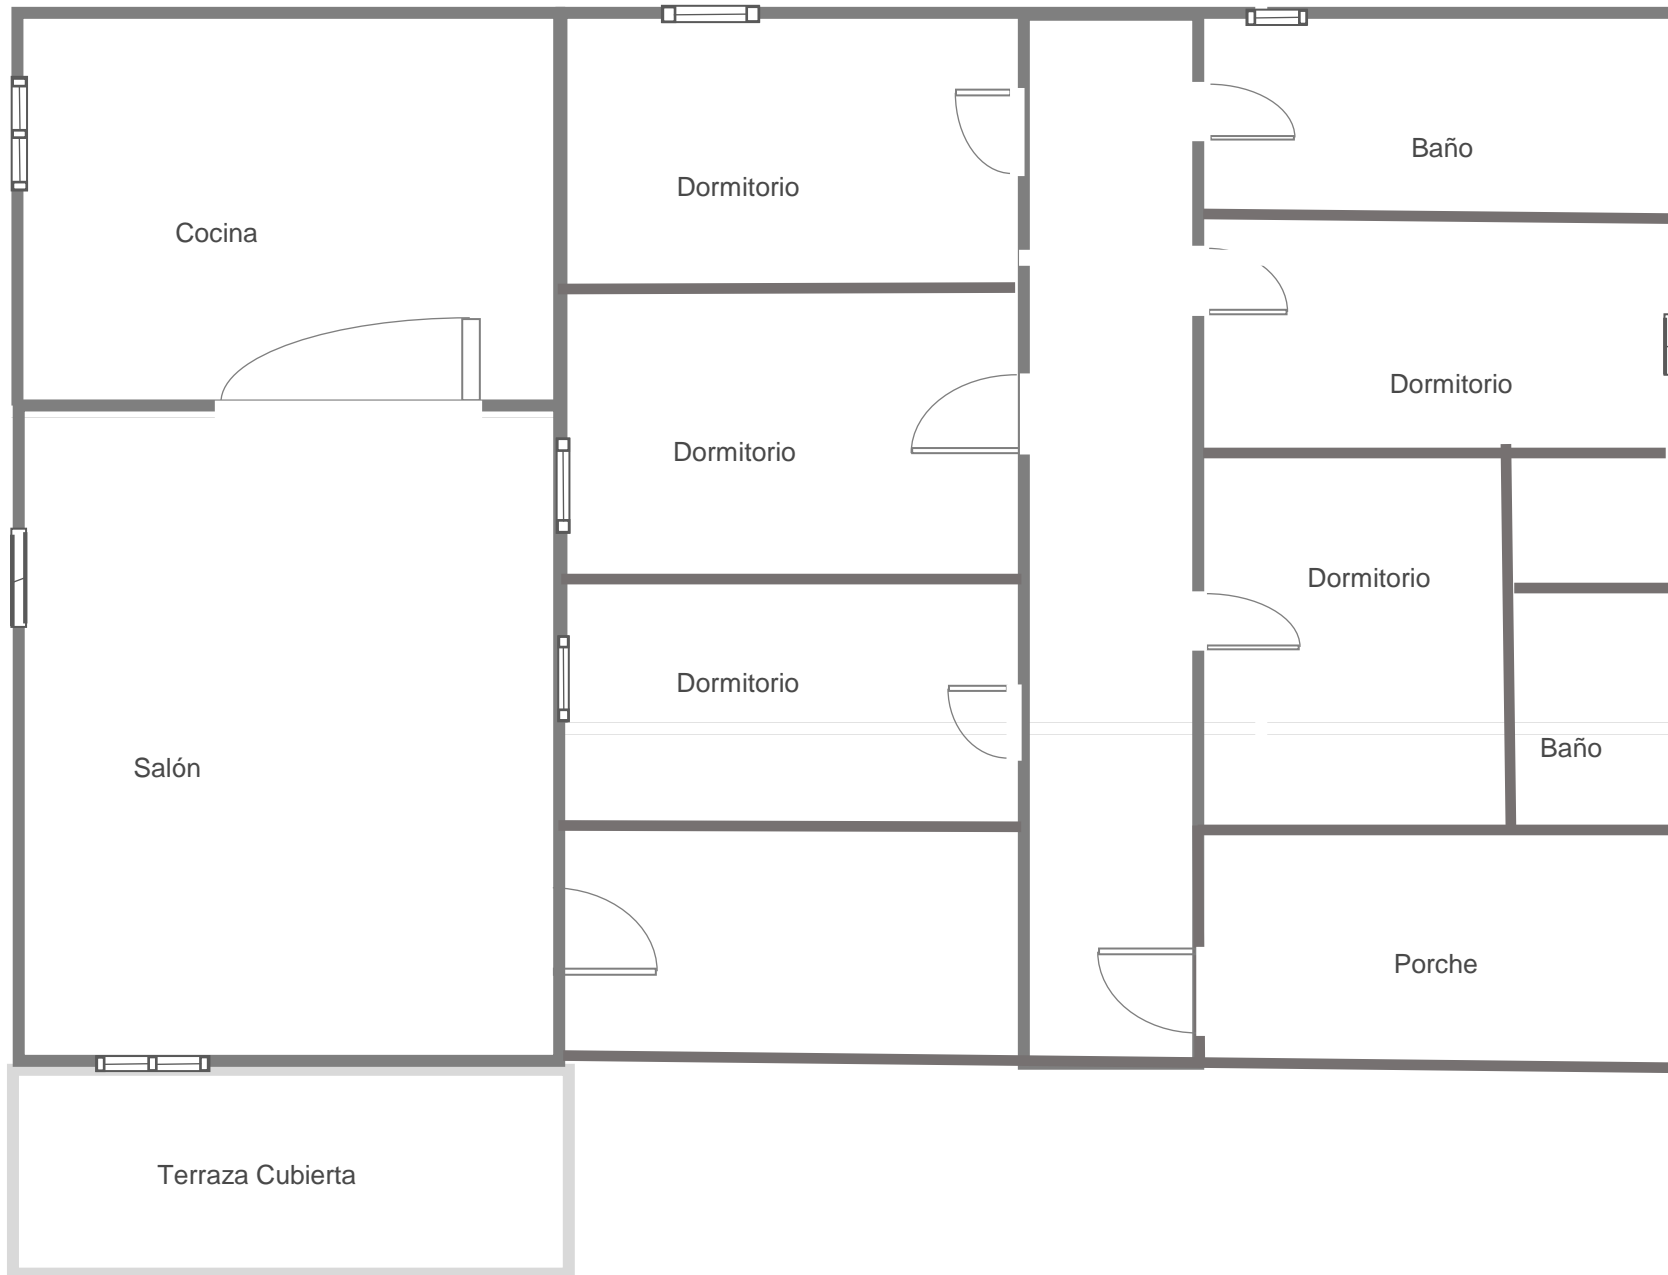 Baño
Dormitorio
Cocina
Dormitorio
Dormitorio
Dormitorio
Dormitorio
Baño
Salón
Porche
Terraza Cubierta